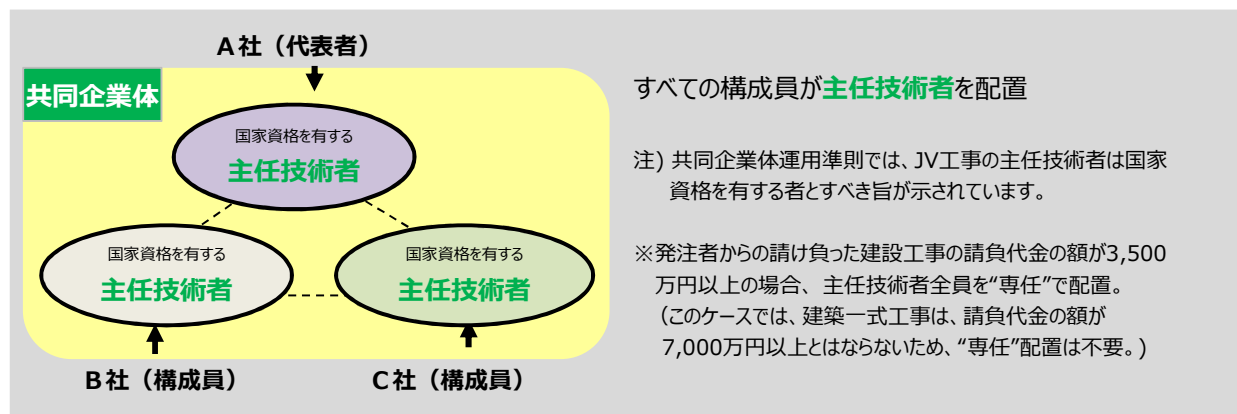 A社（代表者）
共同企業体
国家資格を有する
主任技術者
国家資格を有する
主任技術者
国家資格を有する
主任技術者
B社（構成員）
C社（構成員）
すべての構成員が主任技術者を配置
注) 共同企業体運用準則では、JV工事の主任技術者は国家
資格を有する者とすべき旨が示されています。
※発注者からの請け負った建設工事の請負代金の額が3,500
万円以上の場合、主任技術者全員を“専任”で配置。
（このケースでは、建築一式工事は、請負代金の額が
7,000万円以上とはならないため、“専任”配置は不要。)